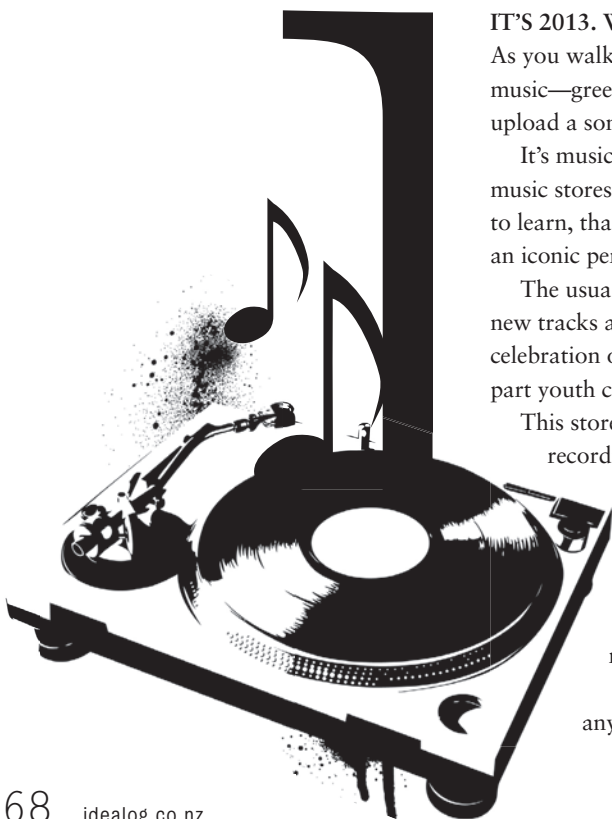 IT'S 2013. W
As you walk
music—gree
upload a son
It's music
music stores
to learn, tha
an iconic per
The usua
new tracks a
celebration o
part youth c
This store
record
any
68 idealog.co.nz